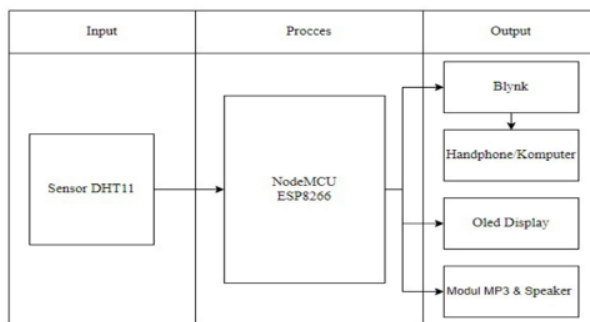 Input
Procces
Output
Sensor DHT11
NodeMCU
ESP8266
Blynk
Handphone/Komputer
Oled Display
Modul MP3 & Speaker